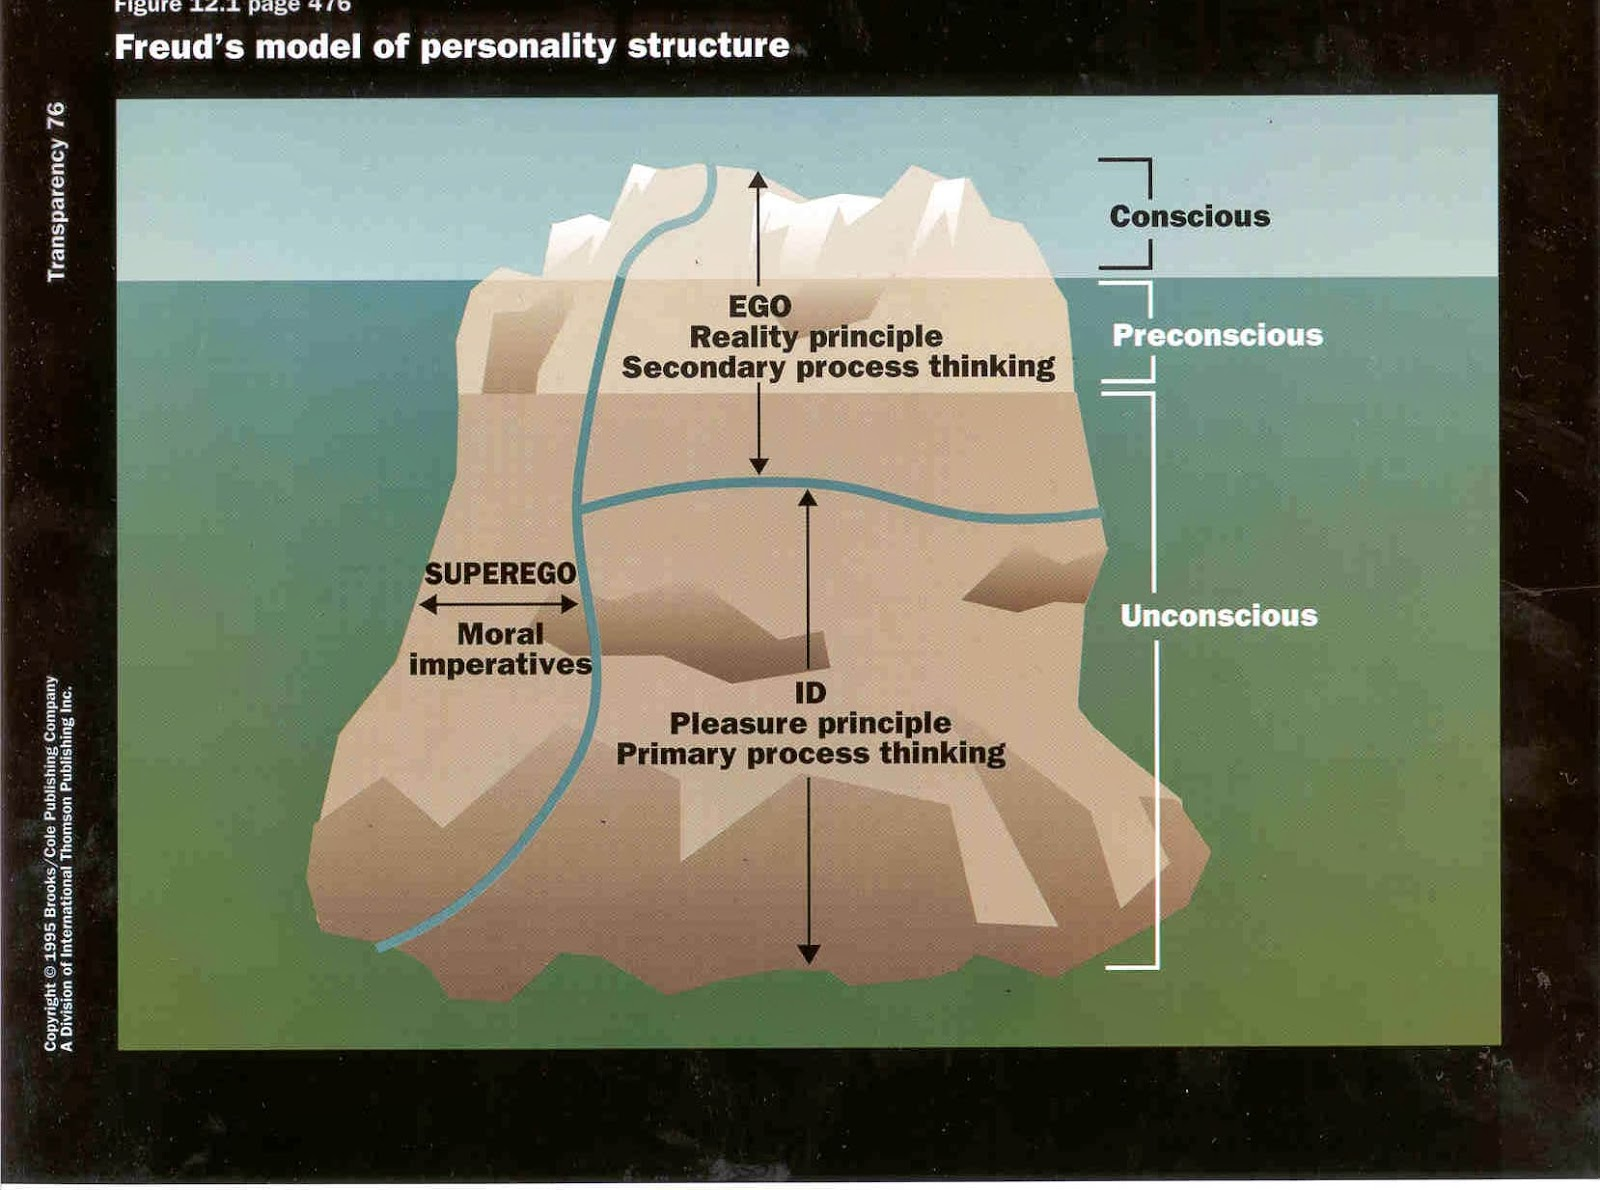 Figure 12.1 page 476
Freud's model of personality structure
Transparency 76
Conscious
EGO
Reality principle
Secondary process thinking
Preconscious
SUPEREGO
Moral
imperatives
Unconscious
ID
Pleasure principle
Primary process thinking
Copyright © 1995 Brooks/Cole Publishing Company
A Division of International Thomson Publishing Inc.